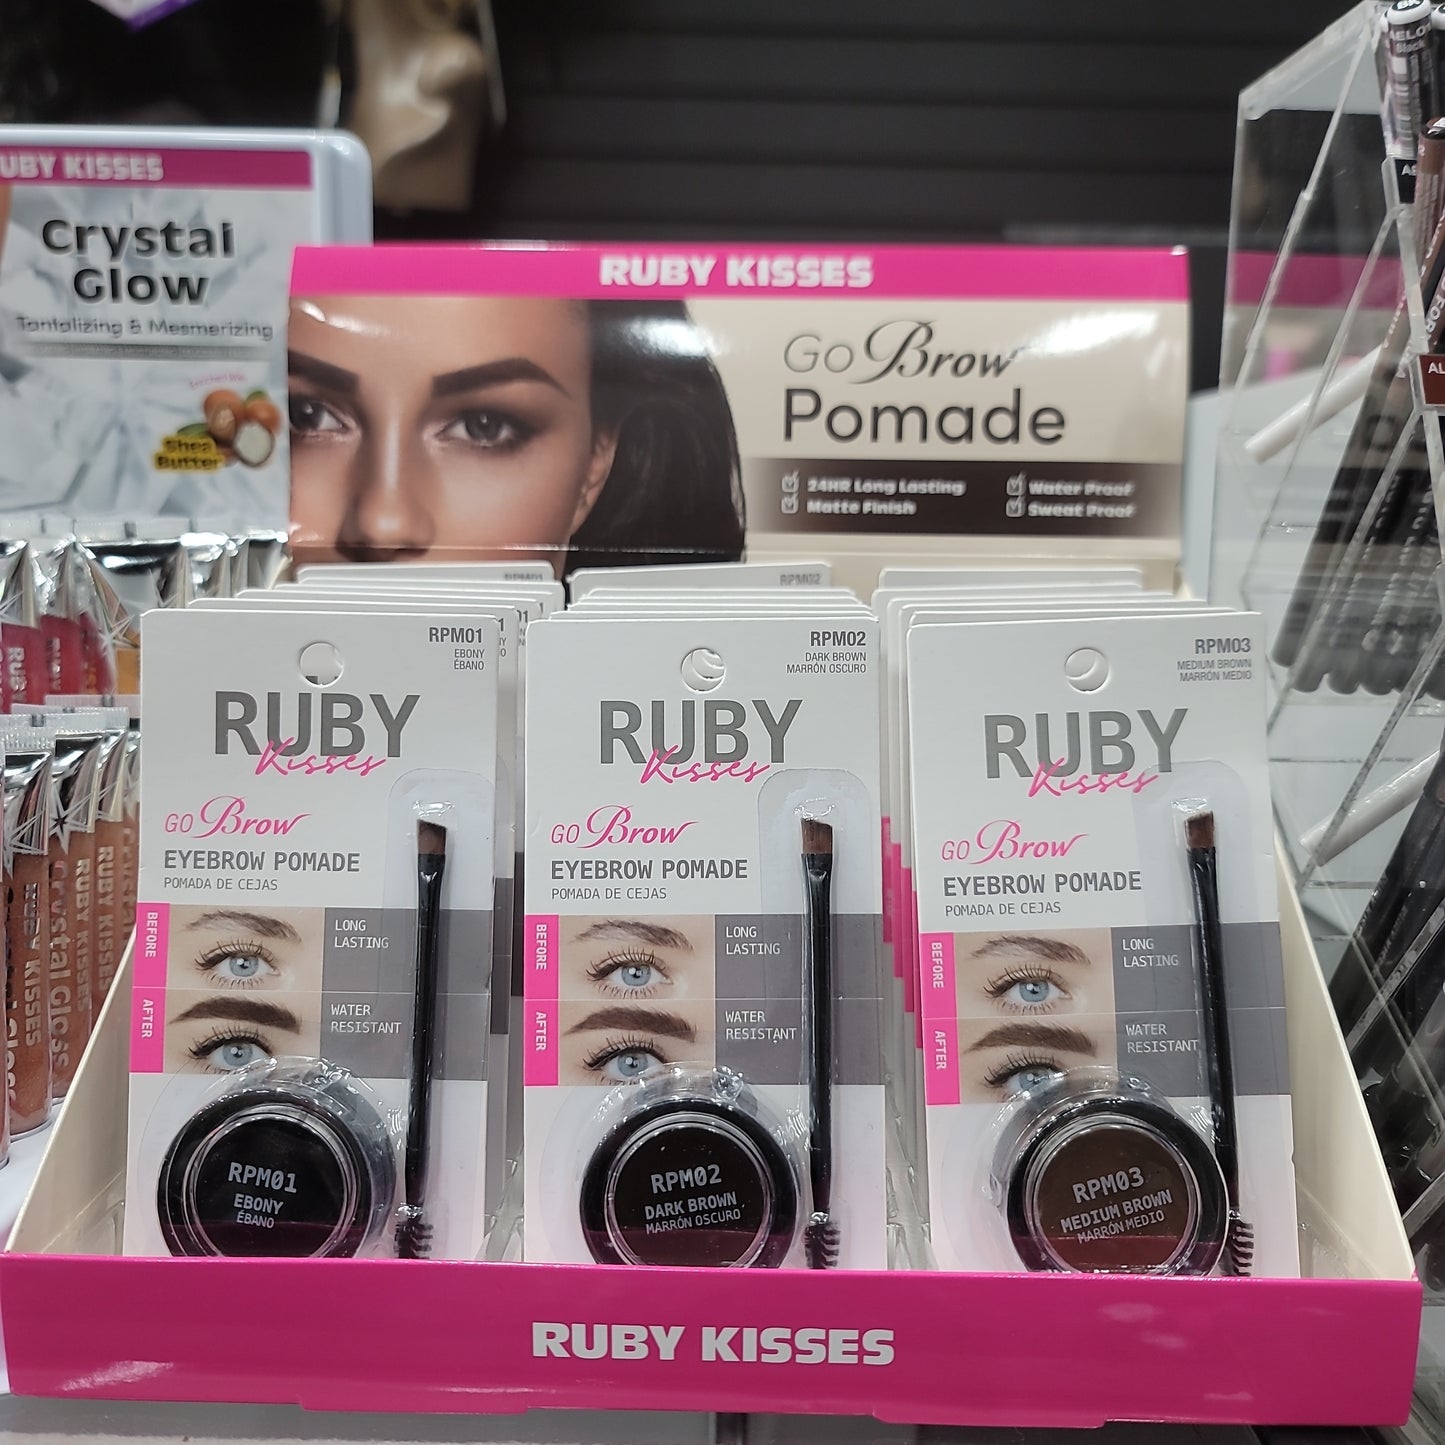 UBY KISSES
Crystal
Glow
Tantalizing & Mesmerizing
Shea
Butter
RUBY KISSES
Go Brow
Pomade
24HR Long Lasting
Matte Finish
Water Proof
Sweat Proof
RPM01
RPM02
RPM01
EBONY
ÉBANO
RUBY
Kisses
GO Brow
EYEBROW POMADE
POMADA DE CEJAS
BEFORE
AFTER
LONG
LASTING
WATER
RESISTANT
RPM01
EBONY
ÉBANO
RPM02
DARK BROWN
MARRÓN OSCURO
RUBY
Kisses
GO Brow
EYEBROW POMADE
POMADA DE CEJAS
BEFORE
AFTER
LONG
LASTING
WATER
RESISTANT
RPM02
DARK BROWN
MARRÓN OSCURO
RPM03
MEDIUM BROWN
MARRÓN MEDIO
RUBY
Kisses
GO Brow
EYEBROW POMADE
POMADA DE CEJAS
BEFORE
AFTER
LONG
LASTING
WATER
RESISTANT
RPM03
MEDIUM BROWN
MARRÓN MEDIO
RUBY KISSES
RUBY KISSES